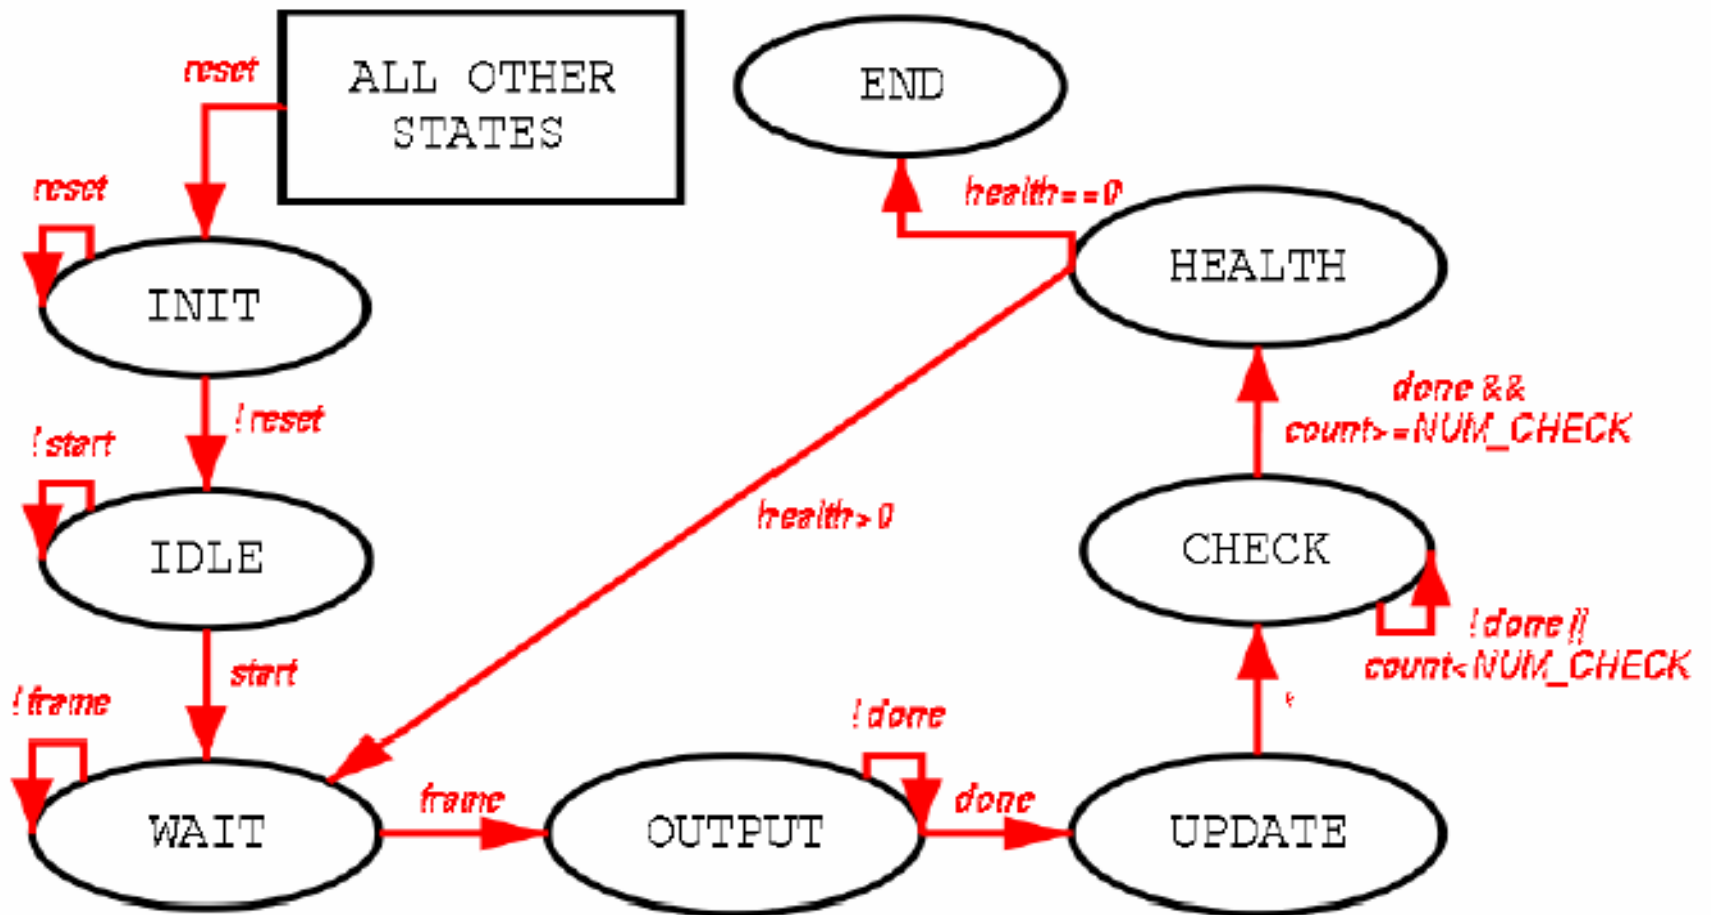 reset
ALL OTHER
STATES
END
reset
health==0
INIT
HEALTH
!reset
done &&
count>=NUM_CHECK
!start
IDLE
health>0
CHECK
!done ||
count<NUM_CHECK
start
!frame
!done
WAIT
frame
OUTPUT
done
UPDATE